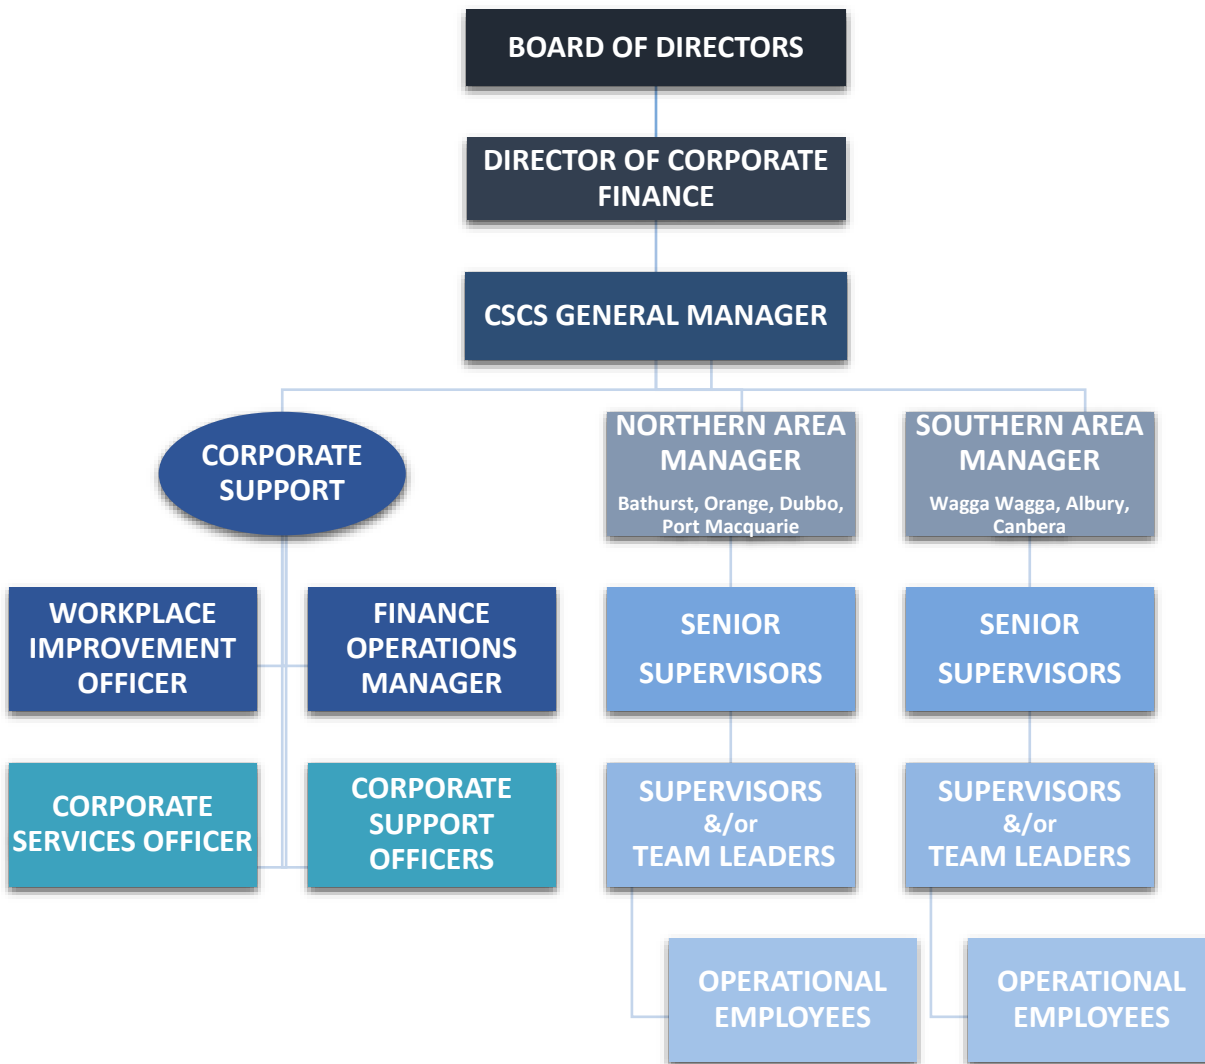 BOARD OF DIRECTORS
DIRECTOR OF CORPORATE
FINANCE
CSCS GENERAL MANAGER
CORPORATE
SUPPORT
NORTHERN AREA
MANAGER
Bathurst, Orange, Dubbo,
Port Macquarie
SOUTHERN AREA
MANAGER
Wagga Wagga, Albury,
Canbera
WORKPLACE
IMPROVEMENT
OFFICER
FINANCE
OPERATIONS
MANAGER
SENIOR
SUPERVISORS
SENIOR
SUPERVISORS
CORPORATE
SERVICES OFFICER
CORPORATE
SUPPORT
OFFICERS
SUPERVISORS
&/or
TEAM LEADERS
SUPERVISORS
&/or
TEAM LEADERS
OPERATIONAL
EMPLOYEES
OPERATIONAL
EMPLOYEES